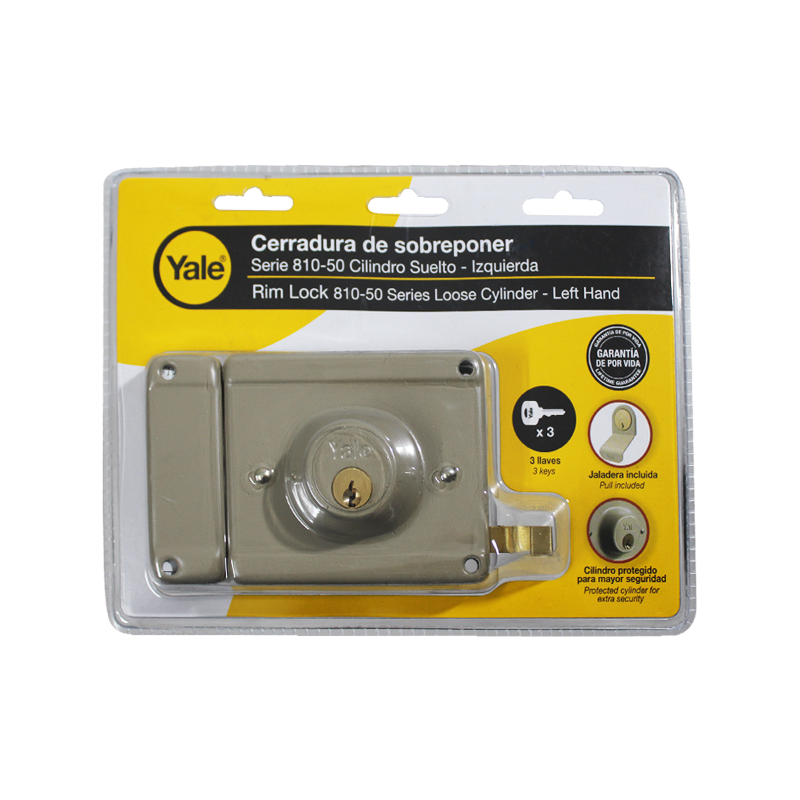 Yale®
Cerradura de sobreponer
Serie 810-50 Cilindro Suelto - Izquierda
Rim Lock 810-50 Series Loose Cylinder - Left Hand
GARANTÍA DE POR VIDA
GARANTÍA
DE POR VIDA
LIFETIME GUARANTEE
Yale
x 3
3 llaves
3 keys
Jaladera incluida
Pull included
Yale
Cilindro protegido
para mayor seguridad
Protected cylinder for
extra security